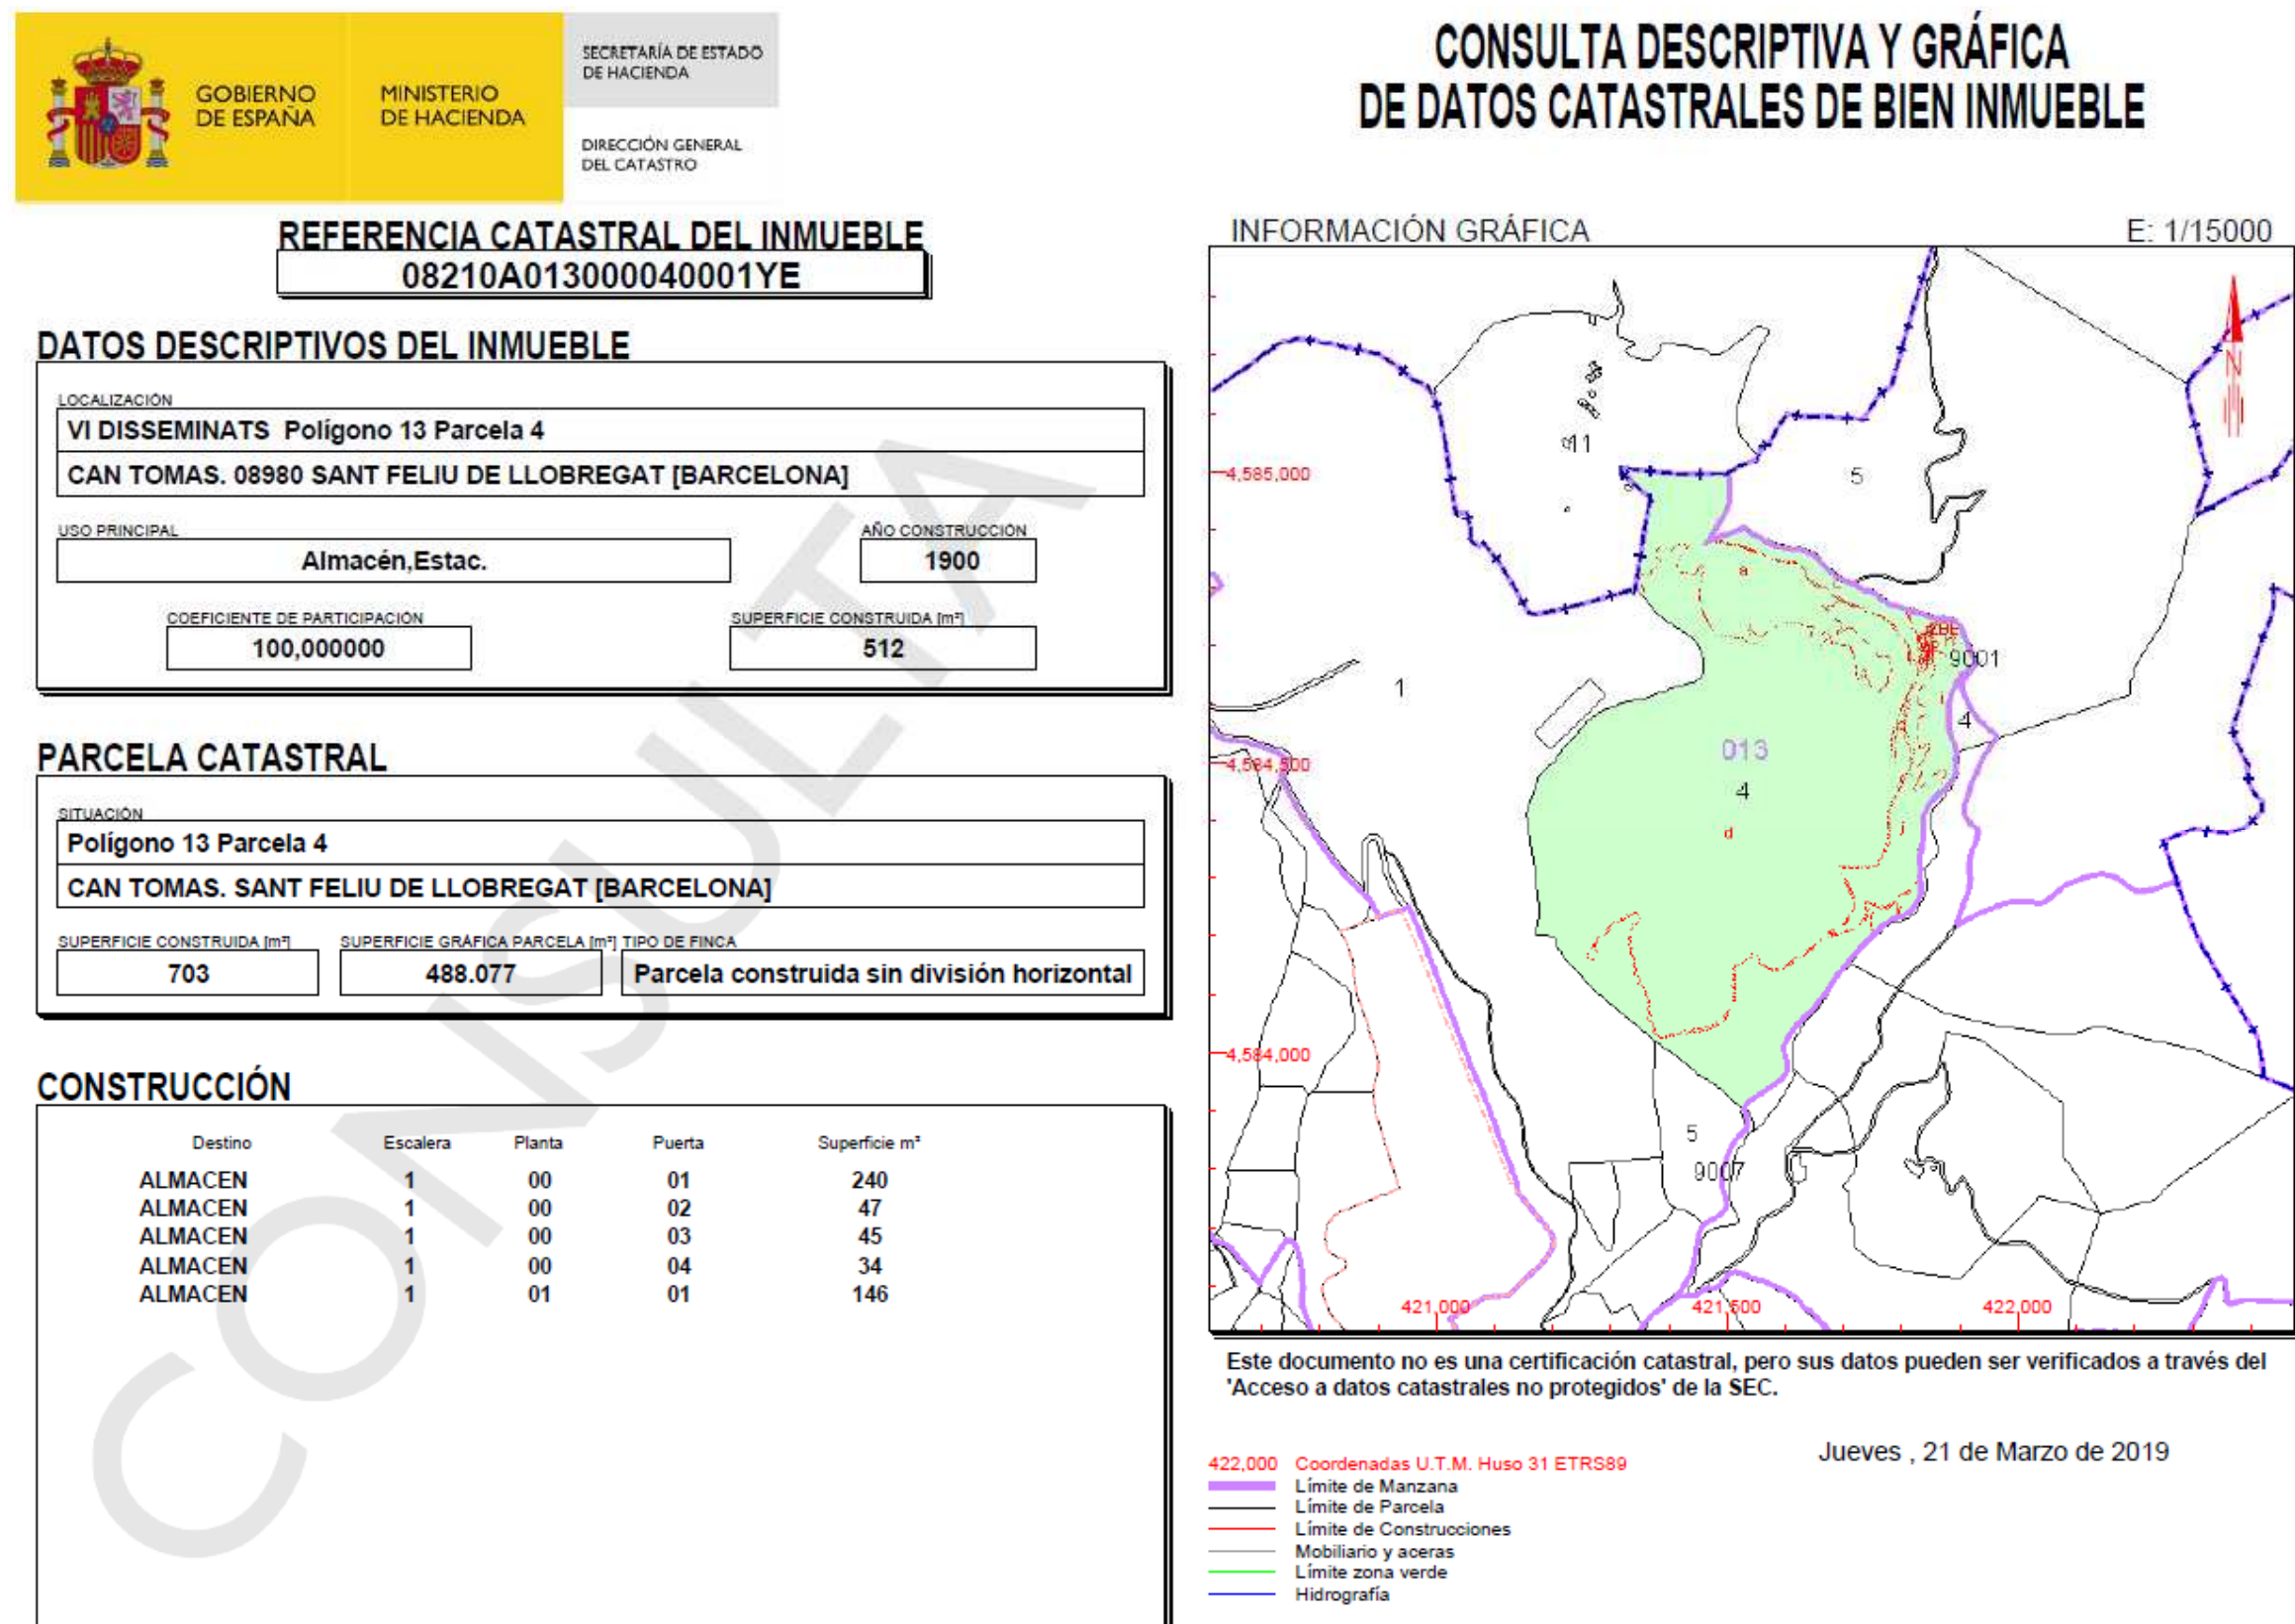 GOBIERNO
DE ESPAÑA
MINISTERIO
DE HACIENDA
SECRETARÍA DE ESTADO
DE HACIENDA
DIRECCIÓN GENERAL
DEL CATASTRO
CONSULTA DESCRIPTIVA Y GRÁFICA
DE DATOS CATASTRALES DE BIEN INMUEBLE
REFERENCIA CATASTRAL DEL INMUEBLE
08210A013000040001YE
DATOS DESCRIPTIVOS DEL INMUEBLE
LOCALIZACIÓN
VI DISSEMINATS Polígono 13 Parcela 4
CAN TOMAS. 08980 SANT FELIU DE LLOBREGAT [BARCELONA]
USO PRINCIPAL
Almacén,Estac.
AÑO CONSTRUCCIÓN
1900
COEFICIENTE DE PARTICIPACIÓN
100,000000
SUPERFICIE CONSTRUIDA [m²]
512
PARCELA CATASTRAL
SITUACIÓN
Polígono 13 Parcela 4
CAN TOMAS. SANT FELIU DE LLOBREGAT [BARCELONA]
SUPERFICIE CONSTRUIDA [m²] SUPERFICIE GRÁFICA PARCELA [m²] TIPO DE FINCA
703 488.077 Parcela construida sin división horizontal
CONSTRUCCIÓN
Destino Escalera Planta Puerta Superficie m²
ALMACEN 1 00 01 240
ALMACEN 1 00 02 47
ALMACEN 1 00 03 45
ALMACEN 1 00 04 34
ALMACEN 1 01 01 146
CONSULTA
INFORMACIÓN GRÁFICA E: 1/15000
N
11
4,585,000
5
a
9001
1
4
013
4,584,500
4
d
j
4,584,000
5
9007
421,000 421,500 422,000
Este documento no es una certificación catastral, pero sus datos pueden ser verificados a través del
'Acceso a datos catastrales no protegidos' de la SEC.
Jueves , 21 de Marzo de 2019
422,000 Coordenadas U.T.M. Huso 31 ETRS89
Límite de Manzana
Límite de Parcela
Límite de Construcciones
Mobiliario y aceras
Límite zona verde
Hidrografía